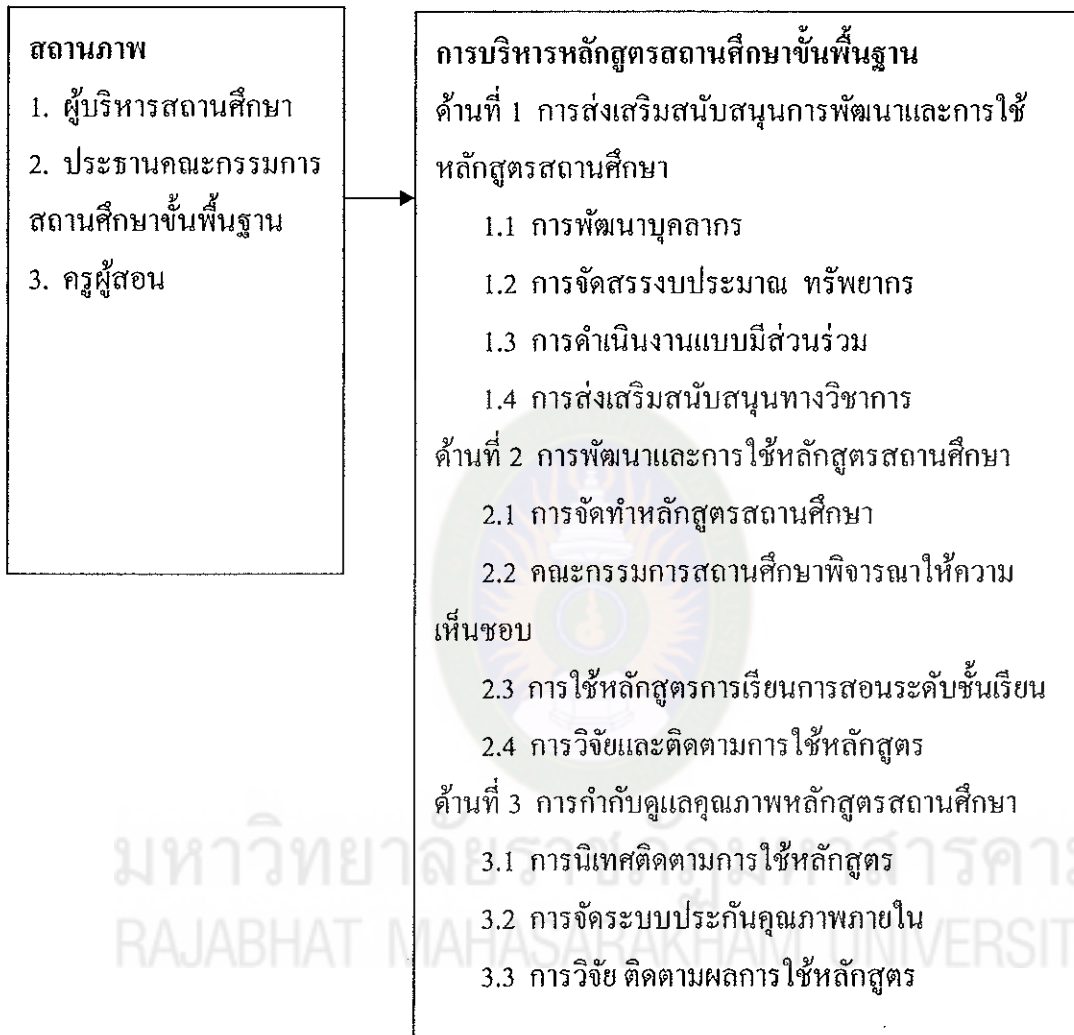 สถานภาพ
1. ผู้บริหารสถานศึกษา
2. ประธานคณะกรรมการ
สถานศึกษาขั้นพื้นฐาน
3. ครูผู้สอน
การบริหารหลักสูตรสถานศึกษาขั้นพื้นฐาน
ด้านที่ 1 การส่งเสริมสนับสนุนการพัฒนาและการใช้
หลักสูตรสถานศึกษา
1.1 การพัฒนาบุคลากร
1.2 การจัดสรรงบประมาณ ทรัพยากร
1.3 การดำเนินงานแบบมีส่วนร่วม
1.4 การส่งเสริมสนับสนุนทางวิชาการ
ด้านที่ 2 การพัฒนาและการใช้หลักสูตรสถานศึกษา
2.1 การจัดทำหลักสูตรสถานศึกษา
2.2 คณะกรรมการสถานศึกษาพิจารณาให้ความ
เห็นชอบ
2.3 การใช้หลักสูตรการเรียนการสอนระดับชั้นเรียน
2.4 การวิจัยและติดตามการใช้หลักสูตร
ด้านที่ 3 การกำกับดูแลคุณภาพหลักสูตรสถานศึกษา
3.1 การนิเทศติดตามการใช้หลักสูตร
3.2 การจัดระบบประกันคุณภาพภายใน
3.3 การวิจัย ติดตามผลการใช้หลักสูตร
มหาวิทยาลัยราชภัฏมหาสารคา
RAJABHAT MAHASARAKHAM UNIVERSIT